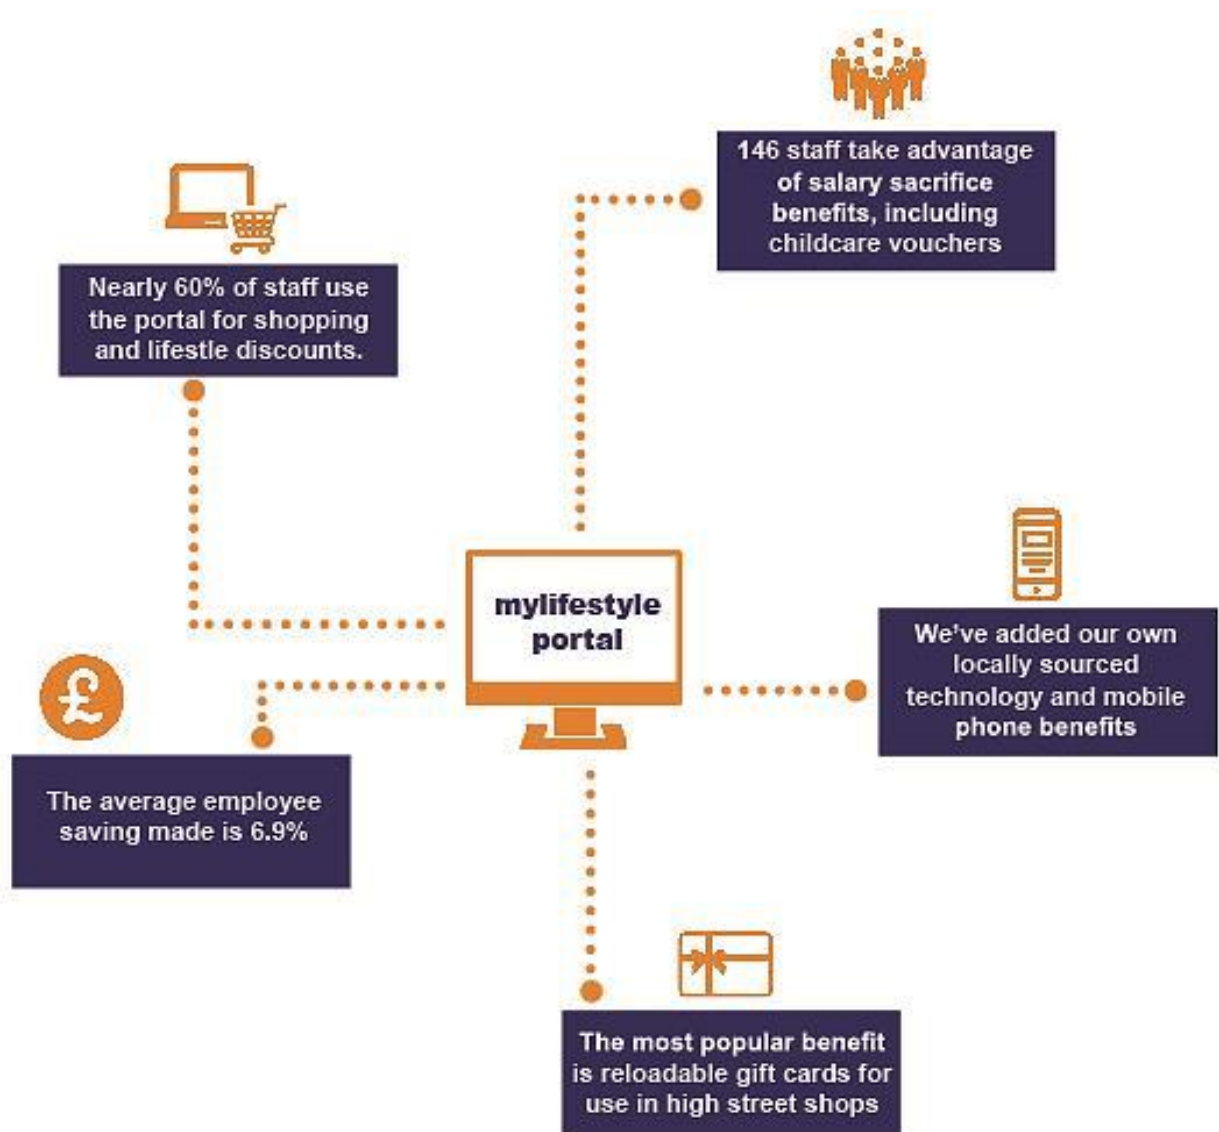 146 staff take advantage
of salary sacrifice
benefits, including
childcare vouchers
Nearly 60% of staff use
the portal for shopping
and lifestle discounts.
mylifestyle
portal
We've added our own
locally sourced
technology and mobile
phone benefits
£
The average employee
saving made is 6.9%
The most popular benefit
is reloadable gift cards for
use in high street shops